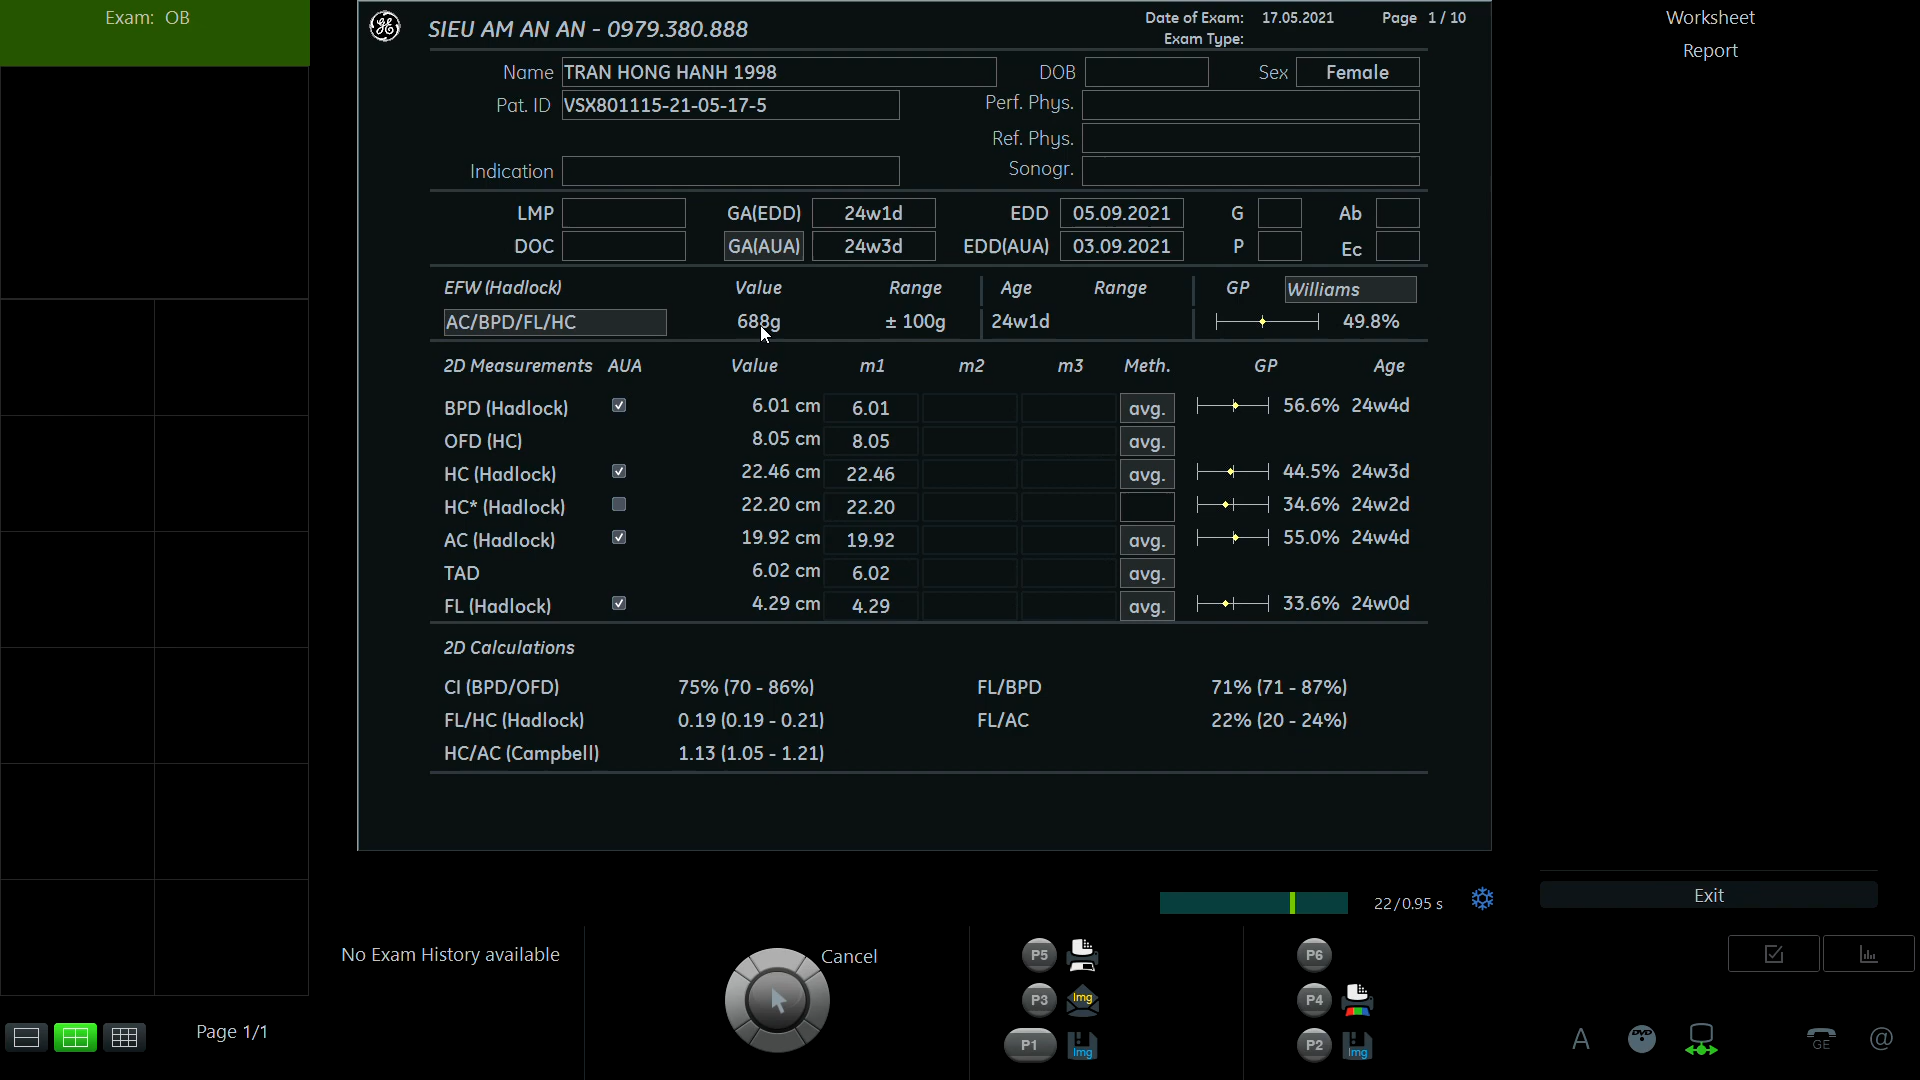 Exam: OB
SIEU AM AN AN - 0979.380.888
Date of Exam: 17.05.2021 Page 1 / 10
Exam Type:
Worksheet
Report
Name TRAN HONG HANH 1998 DOB Sex Female
Pat. ID VSX801115-21-05-17-5 Perf. Phys.
Ref. Phys.
Indication Sonogr.
LMP GA(EDD) 24w1d EDD 05.09.2021 G Ab
DOC GA(AUA) 24w3d EDD(AUA) 03.09.2021 P Ec
EFW (Hadlock) Value Range Age Range GP Williams
AC/BPD/FL/HC 688g ± 100g 24w1d 49.8%
2D Measurements AUA Value m1 m2 m3 Meth. GP Age
BPD (Hadlock) 6.01 cm 6.01 avg. 56.6% 24w4d
OFD (HC) 8.05 cm 8.05 avg.
HC (Hadlock) 22.46 cm 22.46 avg. 44.5% 24w3d
HC* (Hadlock) 22.20 cm 22.20 34.6% 24w2d
AC (Hadlock) 19.92 cm 19.92 avg. 55.0% 24w4d
TAD 6.02 cm 6.02 avg.
FL (Hadlock) 4.29 cm 4.29 avg. 33.6% 24w0d
2D Calculations
CI (BPD/OFD) 75% (70 - 86%) FL/BPD 71% (71 - 87%)
FL/HC (Hadlock) 0.19 (0.19 - 0.21) FL/AC 22% (20 - 24%)
HC/AC (Campbell) 1.13 (1.05 - 1.21)
22/0.95 s
Exit
No Exam History available
Cancel
P5 P6
P3 Img P4
P1 Img P2 Img
Page 1/1
A DVD GE @